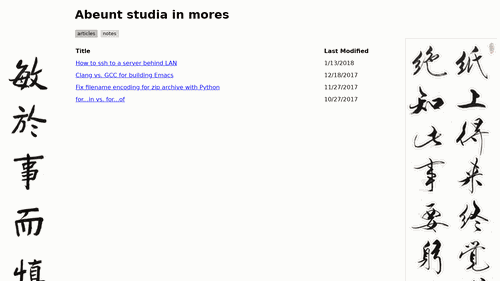 Abeunt studia in mores
articles notes
Title Last Modified
How to ssh to a server behind LAN 1/13/2018
Clang vs. GCC for building Emacs 12/18/2017
Fix filename encoding for zip archive with Python 11/27/2017
for...in vs. for...of 10/27/2017
敏於事而慎
紙上得来终覺
绝知此事要躬